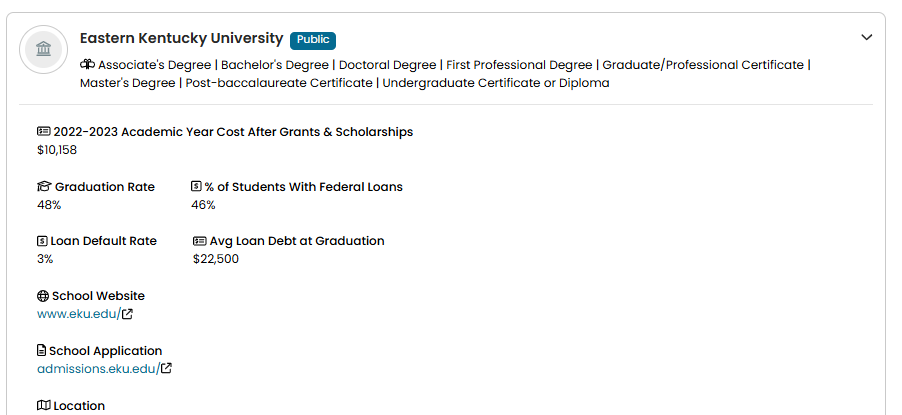 Eastern Kentucky University Public
Associate's Degree | Bachelor's Degree | Doctoral Degree | First Professional Degree | Graduate/Professional Certificate |
Master's Degree | Post-baccalaureate Certificate | Undergraduate Certificate or Diploma
2022-2023 Academic Year Cost After Grants & Scholarships
$10,158
Graduation Rate % of Students With Federal Loans
48% 46%
Loan Default Rate Avg Loan Debt at Graduation
3% $22,500
School Website
www.eku.edu/
School Application
admissions.eku.edu/
Location